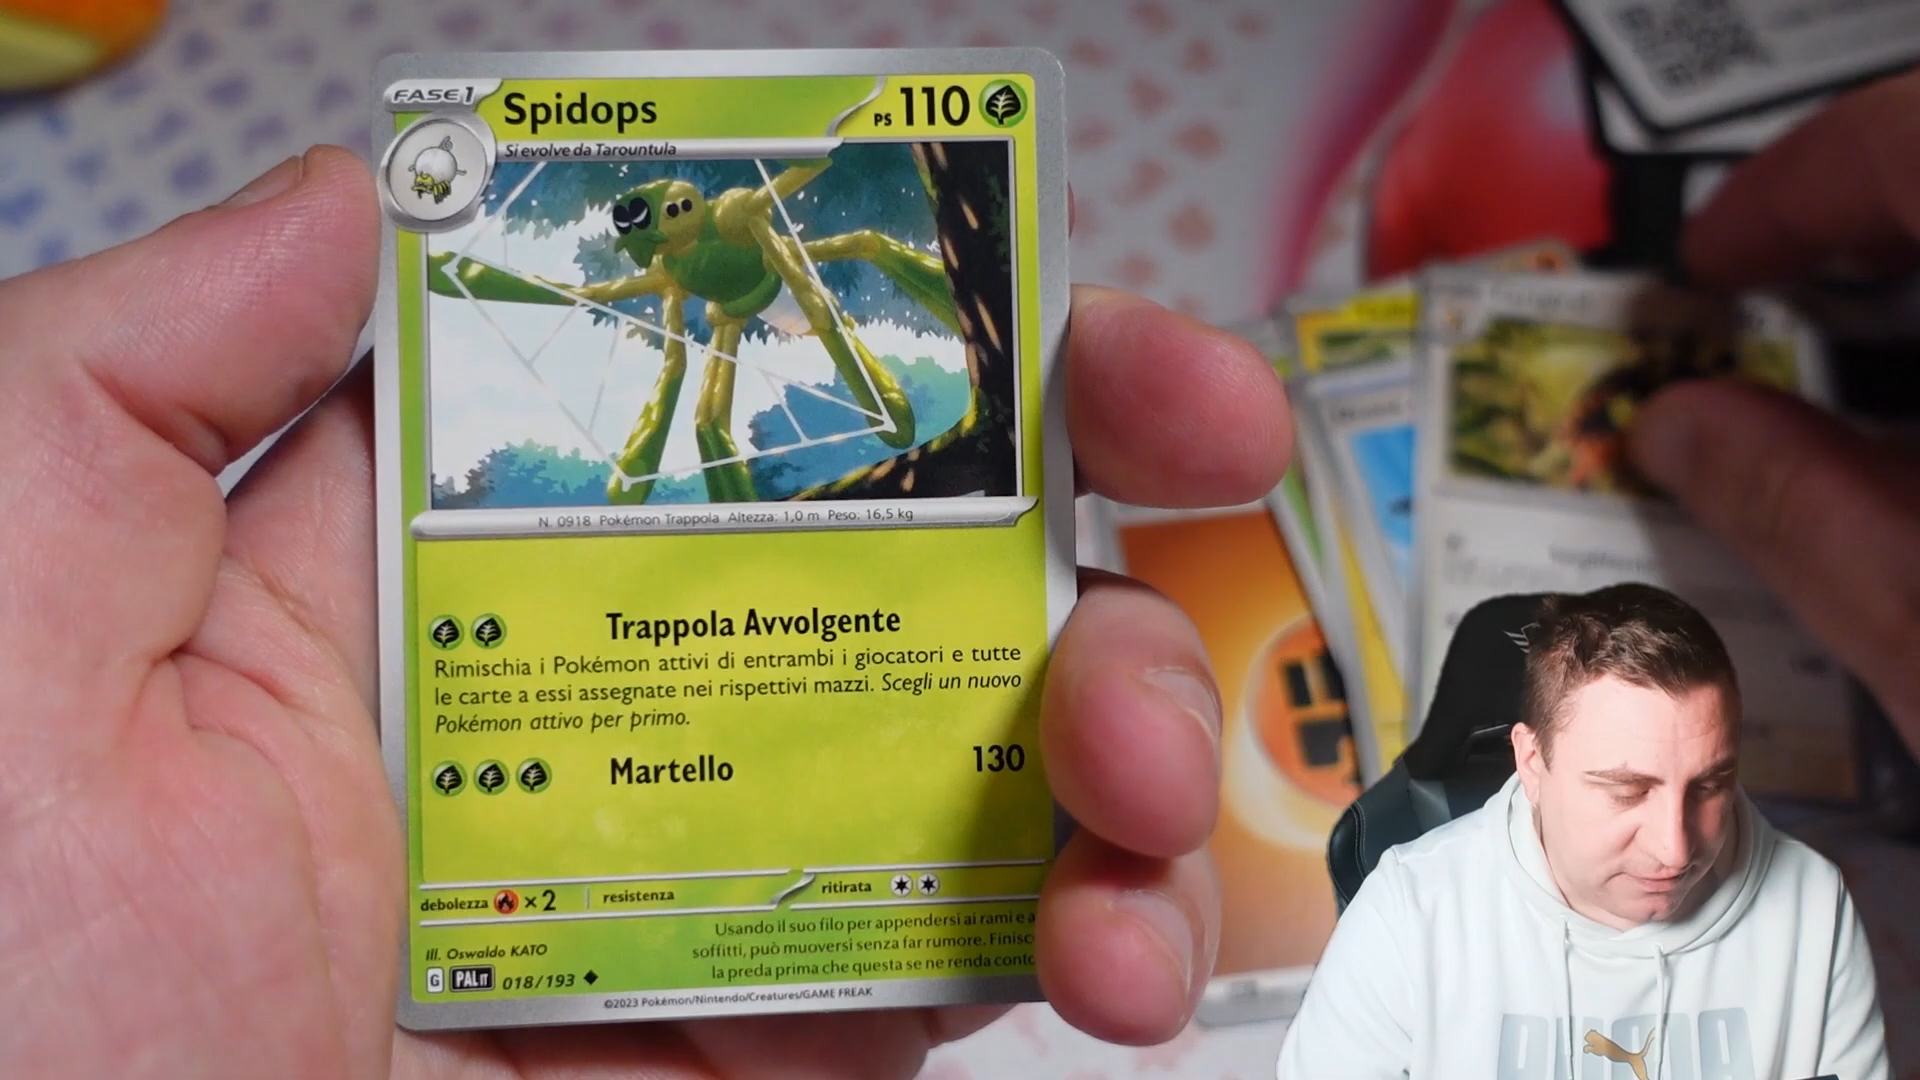 FASE 1
Spidops
PS 110
Si evolve da Tarountula
N. 0918 Pokémon Trappola Altezza: 1,0 m Peso: 16,5 kg
Trappola Avvolgente
Rimischia i Pokémon attivi di entrambi i giocatori e tutte
le carte a essi assegnate nei rispettivi mazzi. Scegli un nuovo
Pokémon attivo per primo.
Martello 130
debolezza ×2 resistenza ritirata
Usando il suo filo per appendersi ai rami e a
soffitti, può muoversi senza far rumore. Finisc
la preda prima che questa se ne renda conto
Ill. Oswaldo KATO
G PAL IT 018/193
©2023 Pokémon/Nintendo/Creatures/GAME FREAK
PUMA